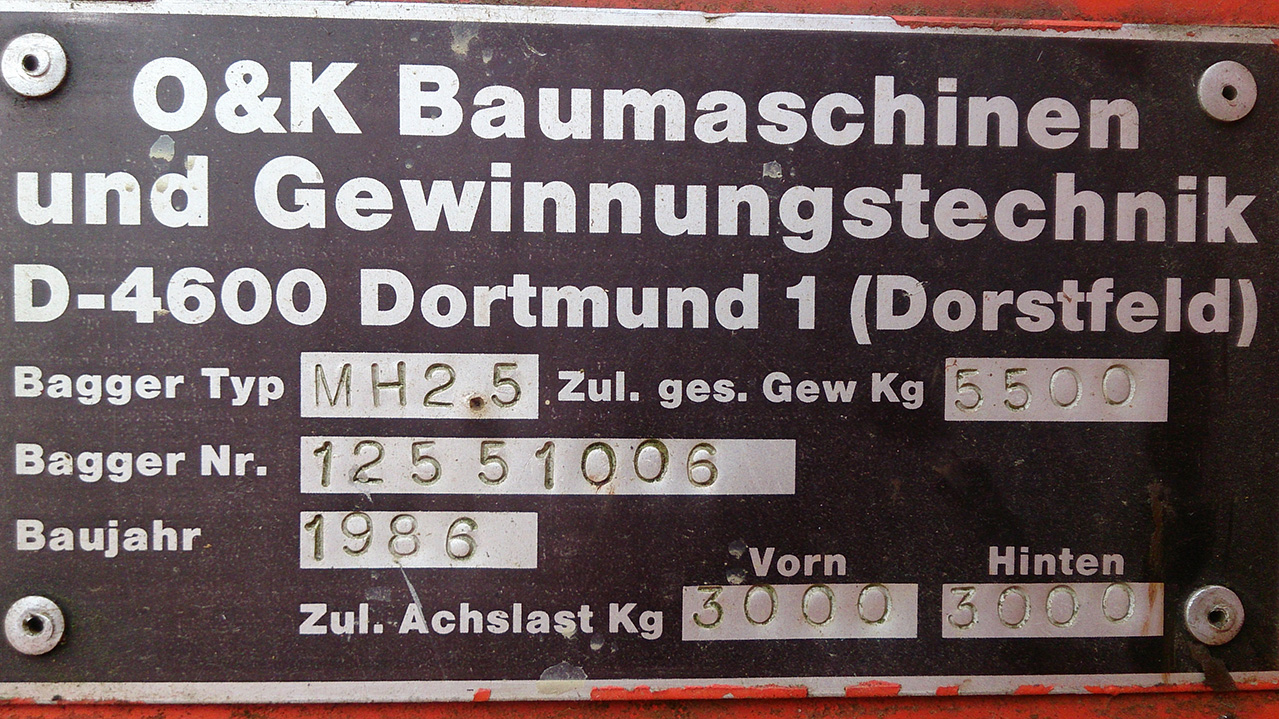 O&K Baumaschinen
und Gewinnungstechnik
D-4600 Dortmund 1 (Dorstfeld)
Bagger Typ MH2.5 Zul. ges. Gew Kg 5500
Bagger Nr. 12551006
Baujahr 1986
Vorn Hinten
Zul. Achslast Kg 3000 3000